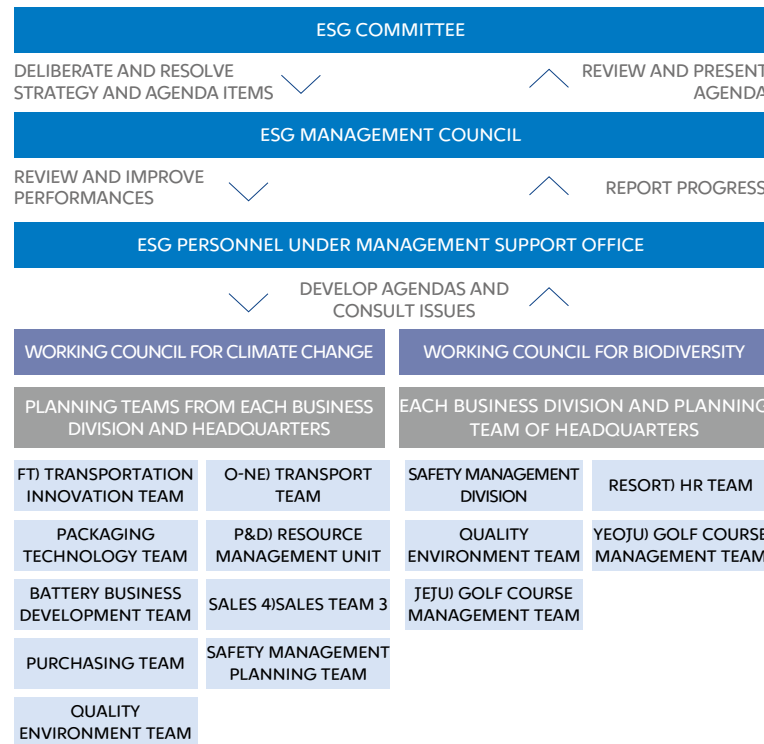 ESG COMMITTEE
DELIBERATE AND RESOLVE
STRATEGY AND AGENDA ITEMS
REVIEW AND PRESENT
AGENDA
ESG MANAGEMENT COUNCIL
REVIEW AND IMPROVE
PERFORMANCES
REPORT PROGRESS
ESG PERSONNEL UNDER MANAGEMENT SUPPORT OFFICE
DEVELOP AGENDAS AND
CONSULT ISSUES
WORKING COUNCIL FOR CLIMATE CHANGE
WORKING COUNCIL FOR BIODIVERSITY
PLANNING TEAMS FROM EACH BUSINESS
DIVISION AND HEADQUARTERS
EACH BUSINESS DIVISION AND PLANNING
TEAM OF HEADQUARTERS
FT) TRANSPORTATION
INNOVATION TEAM
O-NE) TRANSPORT
TEAM
SAFETY MANAGEMENT
DIVISION
RESORT) HR TEAM
PACKAGING
TECHNOLOGY TEAM
P&D) RESOURCE
MANAGEMENT UNIT
QUALITY
ENVIRONMENT TEAM
YEOJU) GOLF COURSE
MANAGEMENT TEAM
BATTERY BUSINESS
DEVELOPMENT TEAM
SALES 4)SALES TEAM 3
JEJU) GOLF COURSE
MANAGEMENT TEAM
PURCHASING TEAM
SAFETY MANAGEMENT
PLANNING TEAM
QUALITY
ENVIRONMENT TEAM